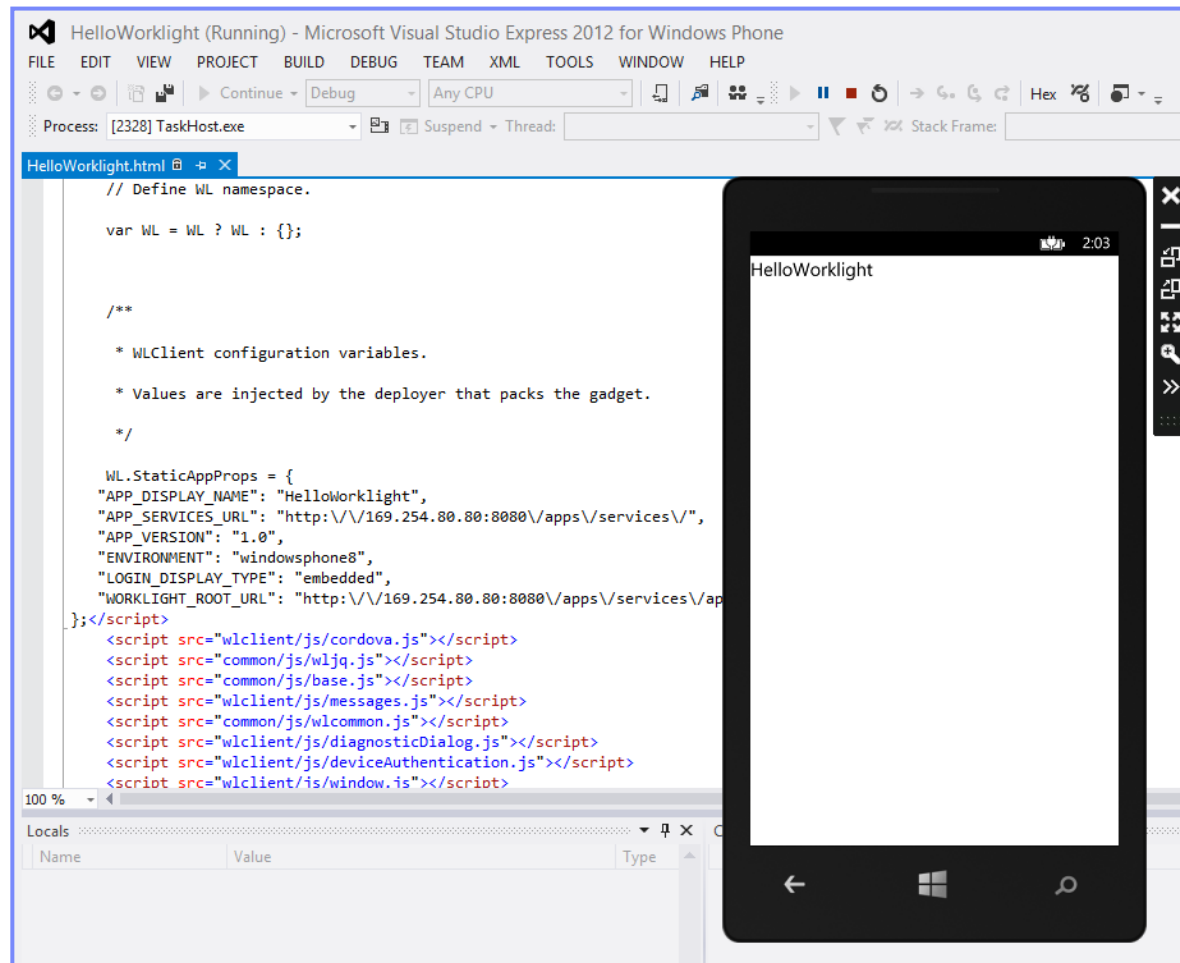 HelloWorklight (Running) - Microsoft Visual Studio Express 2012 for Windows Phone
FILE EDIT VIEW PROJECT BUILD DEBUG TEAM XML TOOLS WINDOW HELP
Continue Debug Any CPU Hex
Process: [2328] TaskHost.exe Suspend Thread: Stack Frame:
HelloWorklight.html
// Define WL namespace.
var WL = WL ? WL : {};
/**
* WLClient configuration variables.
* Values are injected by the deployer that packs the gadget.
*/
WL.StaticAppProps = {
"APP_DISPLAY_NAME": "HelloWorklight",
"APP_SERVICES_URL": "http:\/\/169.254.80.80:8080\/apps\/services\/",
"APP_VERSION": "1.0",
"ENVIRONMENT": "windowsphone8",
"LOGIN_DISPLAY_TYPE": "embedded",
"WORKLIGHT_ROOT_URL": "http:\/\/169.254.80.80:8080\/apps\/services\/ap
};</script>
<script src="wlclient/js/cordova.js"></script>
<script src="common/js/wljq.js"></script>
<script src="common/js/base.js"></script>
<script src="wlclient/js/messages.js"></script>
<script src="common/js/wlcommon.js"></script>
<script src="wlclient/js/diagnosticDialog.js"></script>
<script src="wlclient/js/deviceAuthentication.js"></script>
<script src="wlclient/js/window.js"></script>
100 %
Locals
Name Value Type
2:03
HelloWorklight